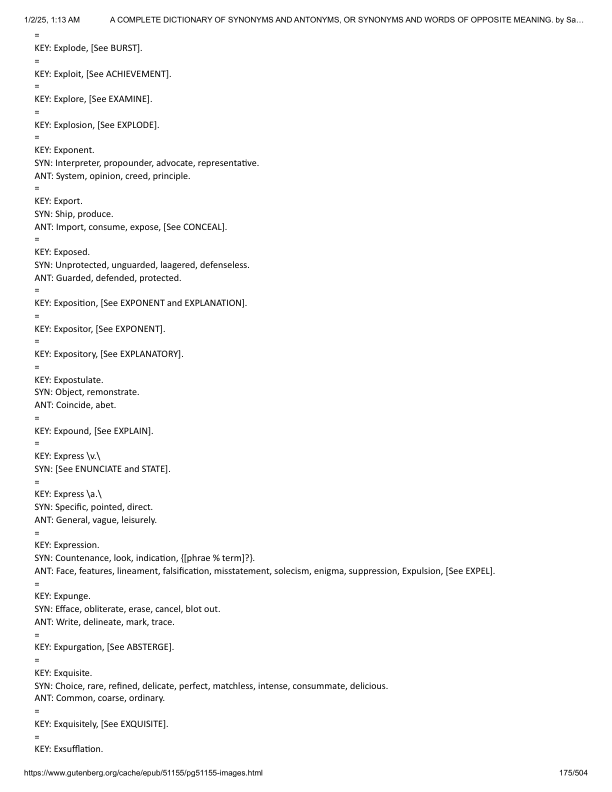 1/2/25, 1:13 AM A COMPLETE DICTIONARY OF SYNONYMS AND ANTONYMS, OR SYNONYMS AND WORDS OF OPPOSITE MEANING. by Sa…
=
KEY: Explode, [See BURST].
=
KEY: Exploit, [See ACHIEVEMENT].
=
KEY: Explore, [See EXAMINE].
=
KEY: Explosion, [See EXPLODE].
=
KEY: Exponent.
SYN: Interpreter, propounder, advocate, representative.
ANT: System, opinion, creed, principle.
=
KEY: Export.
SYN: Ship, produce.
ANT: Import, consume, expose, [See CONCEAL].
=
KEY: Exposed.
SYN: Unprotected, unguarded, laagered, defenseless.
ANT: Guarded, defended, protected.
=
KEY: Exposition, [See EXPONENT and EXPLANATION].
=
KEY: Expositor, [See EXPONENT].
=
KEY: Expository, [See EXPLANATORY].
=
KEY: Expostulate.
SYN: Object, remonstrate.
ANT: Coincide, abet.
=
KEY: Expound, [See EXPLAIN].
=
KEY: Express \v.\
SYN: [See ENUNCIATE and STATE].
=
KEY: Express \a.\
SYN: Specific, pointed, direct.
ANT: General, vague, leisurely.
=
KEY: Expression.
SYN: Countenance, look, indication, {[phrae % term]?}.
ANT: Face, features, lineament, falsification, misstatement, solecism, enigma, suppression, Expulsion, [See EXPEL].
=
KEY: Expunge.
SYN: Efface, obliterate, erase, cancel, blot out.
ANT: Write, delineate, mark, trace.
=
KEY: Expurgation, [See ABSTERGE].
=
KEY: Exquisite.
SYN: Choice, rare, refined, delicate, perfect, matchless, intense, consummate, delicious.
ANT: Common, coarse, ordinary.
=
KEY: Exquisitely, [See EXQUISITE].
=
KEY: Exsufflation.
https://www.gutenberg.org/cache/epub/51155/pg51155-images.html 175/504